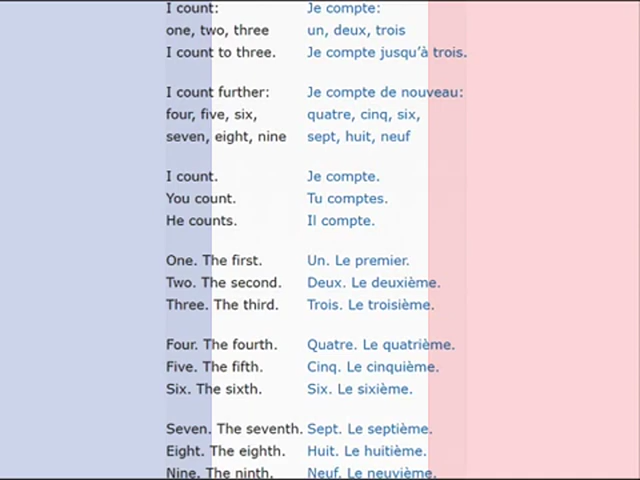 I count: Je compte:
one, two, three un, deux, trois
I count to three. Je compte jusqu'à trois.
I count further: Je compte de nouveau:
four, five, six, quatre, cinq, six,
seven, eight, nine sept, huit, neuf
I count. Je compte.
You count. Tu comptes.
He counts. Il compte.
One. The first. Un. Le premier.
Two. The second. Deux. Le deuxième.
Three. The third. Trois. Le troisième.
Four. The fourth. Quatre. Le quatrième.
Five. The fifth. Cinq. Le cinquième.
Six. The sixth. Six. Le sixième.
Seven. The seventh. Sept. Le septième.
Eight. The eighth. Huit. Le huitième.
Nine. The ninth. Neuf. Le neuvième.